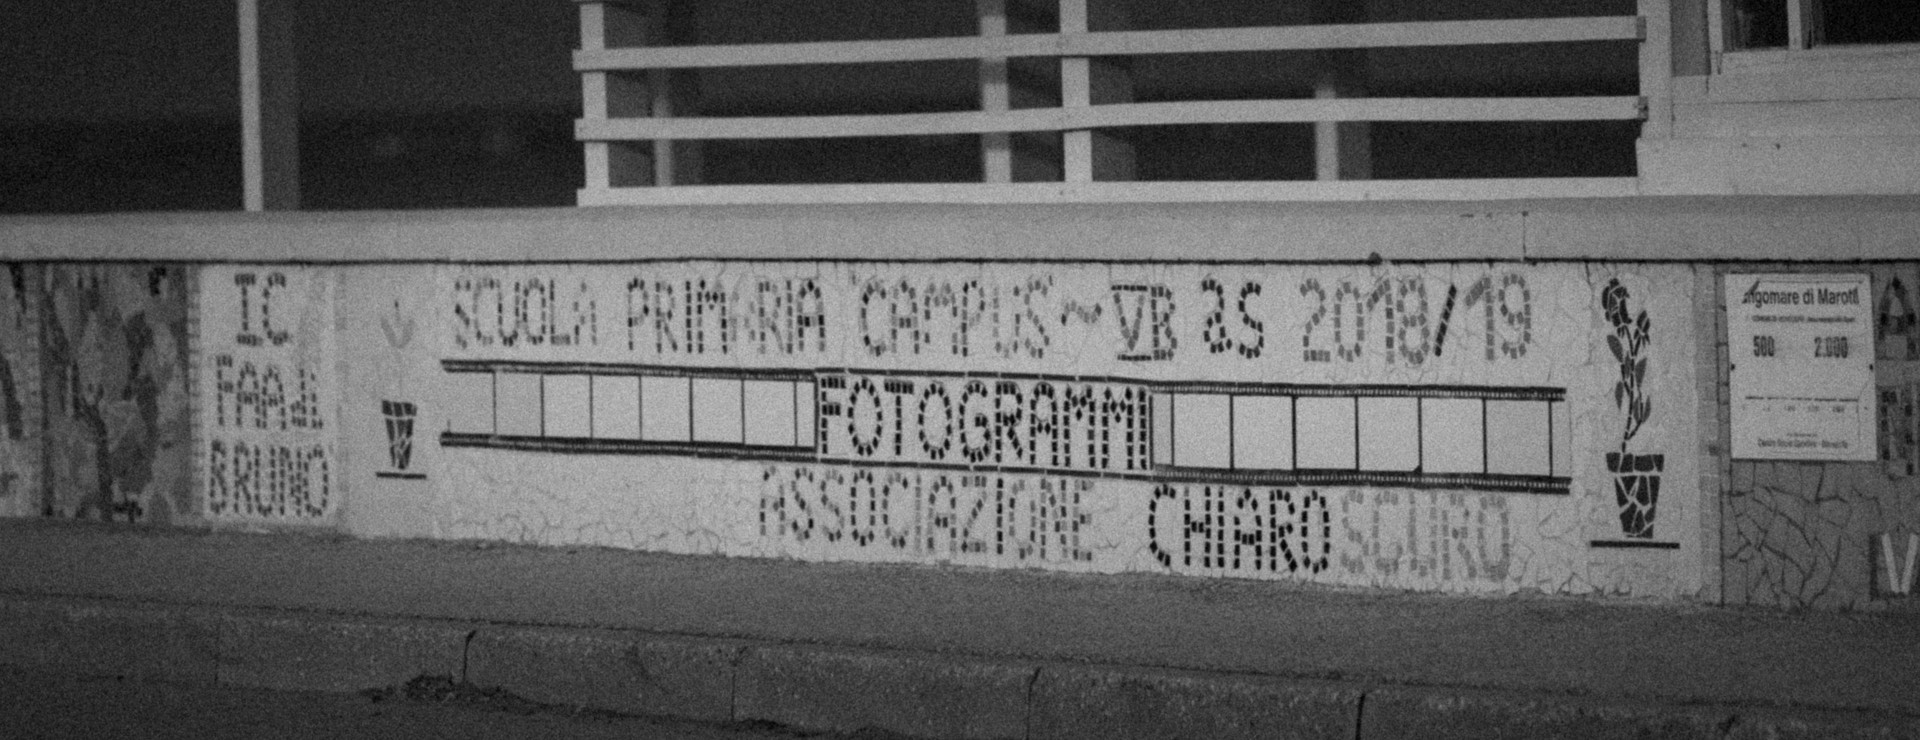 IC
FAA di
BRUNO
SCUOLA PRIMARIA "CAMPUS" ~ VB as 2018/19
FOTOGRAMMI
ASSOCIAZIONE CHIAROSCURO
ngomare di Marotta
500 2.000